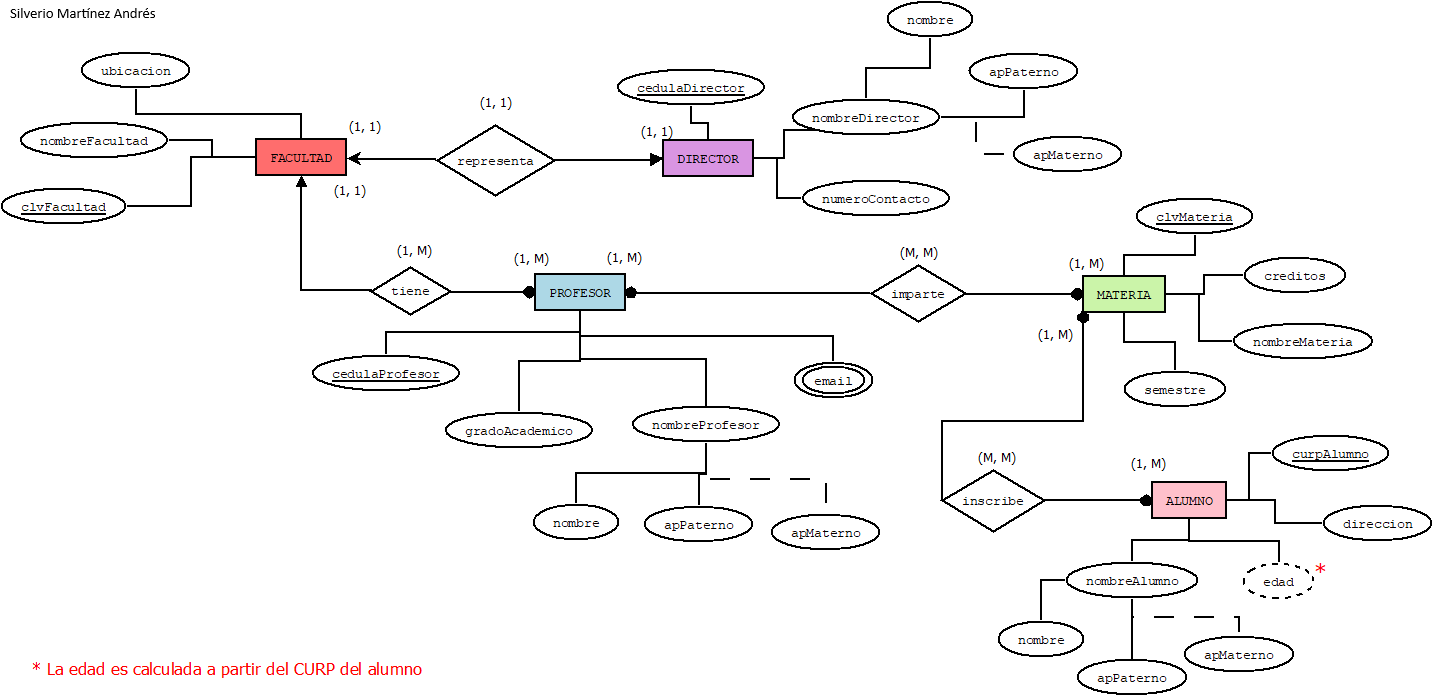 Silverio Martínez Andrés
nombre
ubicacion
apPaterno
cedulaDirector
(1, 1)
nombreDirector
(1, 1)
(1, 1)
nombreFacultad
apMaterno
FACULTAD
representa
DIRECTOR
(1, 1)
numeroContacto
clvFacultad
clvMateria
(1, M)
(1, M)
(1, M)
(M, M)
(1, M)
creditos
tiene
PROFESOR
imparte
MATERIA
(1, M)
nombreMateria
cedulaProfesor
email
semestre
gradoAcademico
nombreProfesor
(M, M)
(1, M)
curpAlumno
inscribe
ALUMNO
nombre
apPaterno
apMaterno
direccion
nombreAlumno
edad
*
nombre
apMaterno
apPaterno
* La edad es calculada a partir del CURP del alumno